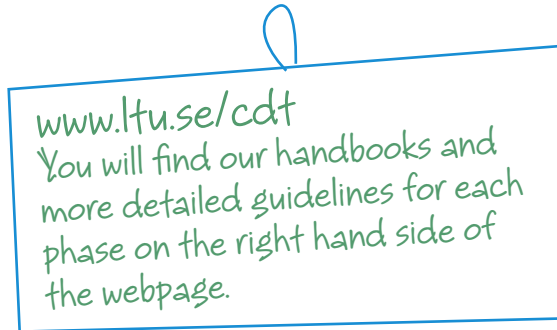 www.ltu.se/cdt
You will find our handbooks and
more detailed guidelines for each
phase on the right hand side of
the webpage.